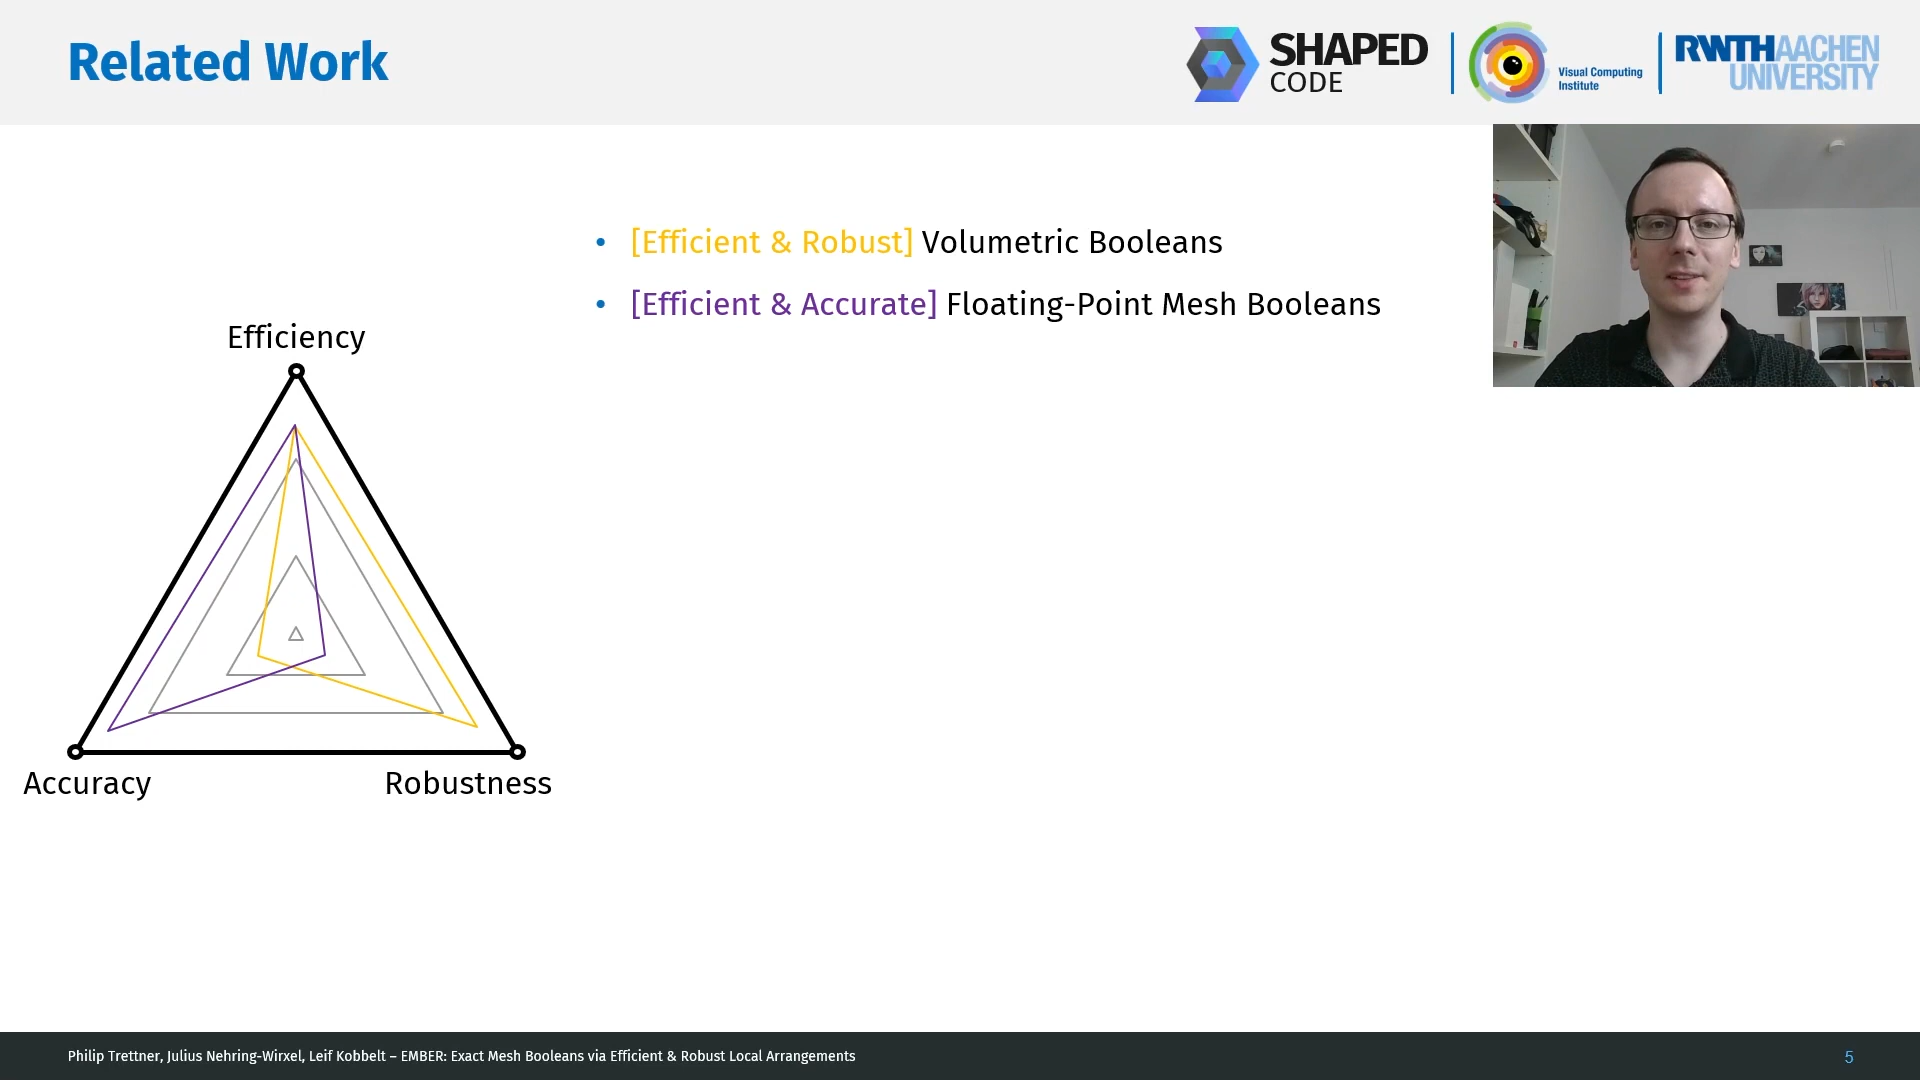 Related Work
SHAPED
CODE
Visual Computing
Institute
RWTHAACHEN
UNIVERSITY
• [Efficient & Robust] Volumetric Booleans
• [Efficient & Accurate] Floating-Point Mesh Booleans
Efficiency
Accuracy
Robustness
Philip Trettner, Julius Nehring-Wirxel, Leif Kobbelt – EMBER: Exact Mesh Booleans via Efficient & Robust Local Arrangements
5